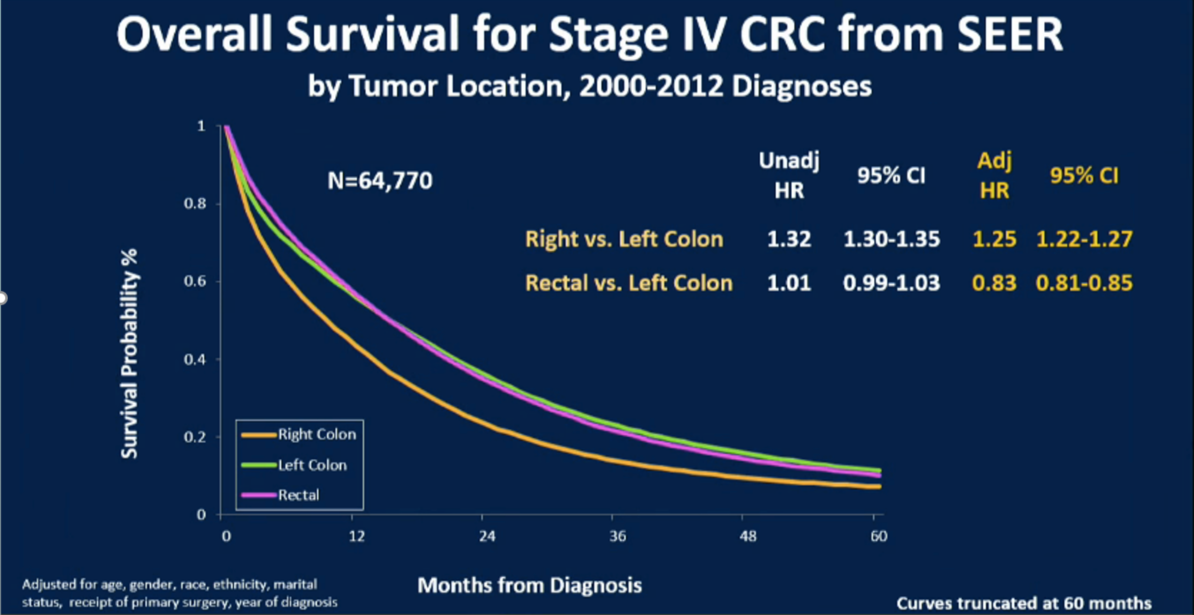 Overall Survival for Stage IV CRC from SEER
by Tumor Location, 2000-2012 Diagnoses
N=64,770
Unadj HR 95% CI Adj HR 95% CI
Right vs. Left Colon 1.32 1.30-1.35 1.25 1.22-1.27
Rectal vs. Left Colon 1.01 0.99-1.03 0.83 0.81-0.85
Survival Probability %
1
0.8
0.6
0.4
0.2
0
Right Colon
Left Colon
Rectal
0 12 24 36 48 60
Months from Diagnosis
Adjusted for age, gender, race, ethnicity, marital
status, receipt of primary surgery, year of diagnosis
Curves truncated at 60 months